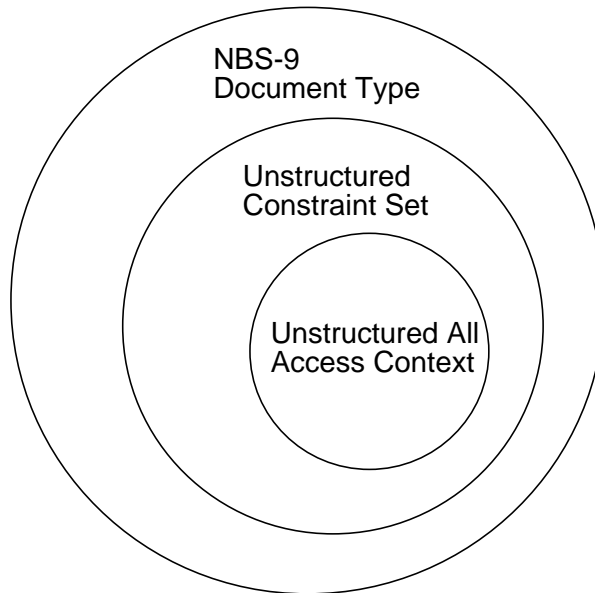 NBS-9
Document Type
Unstructured
Constraint Set
Unstructured All
Access Context